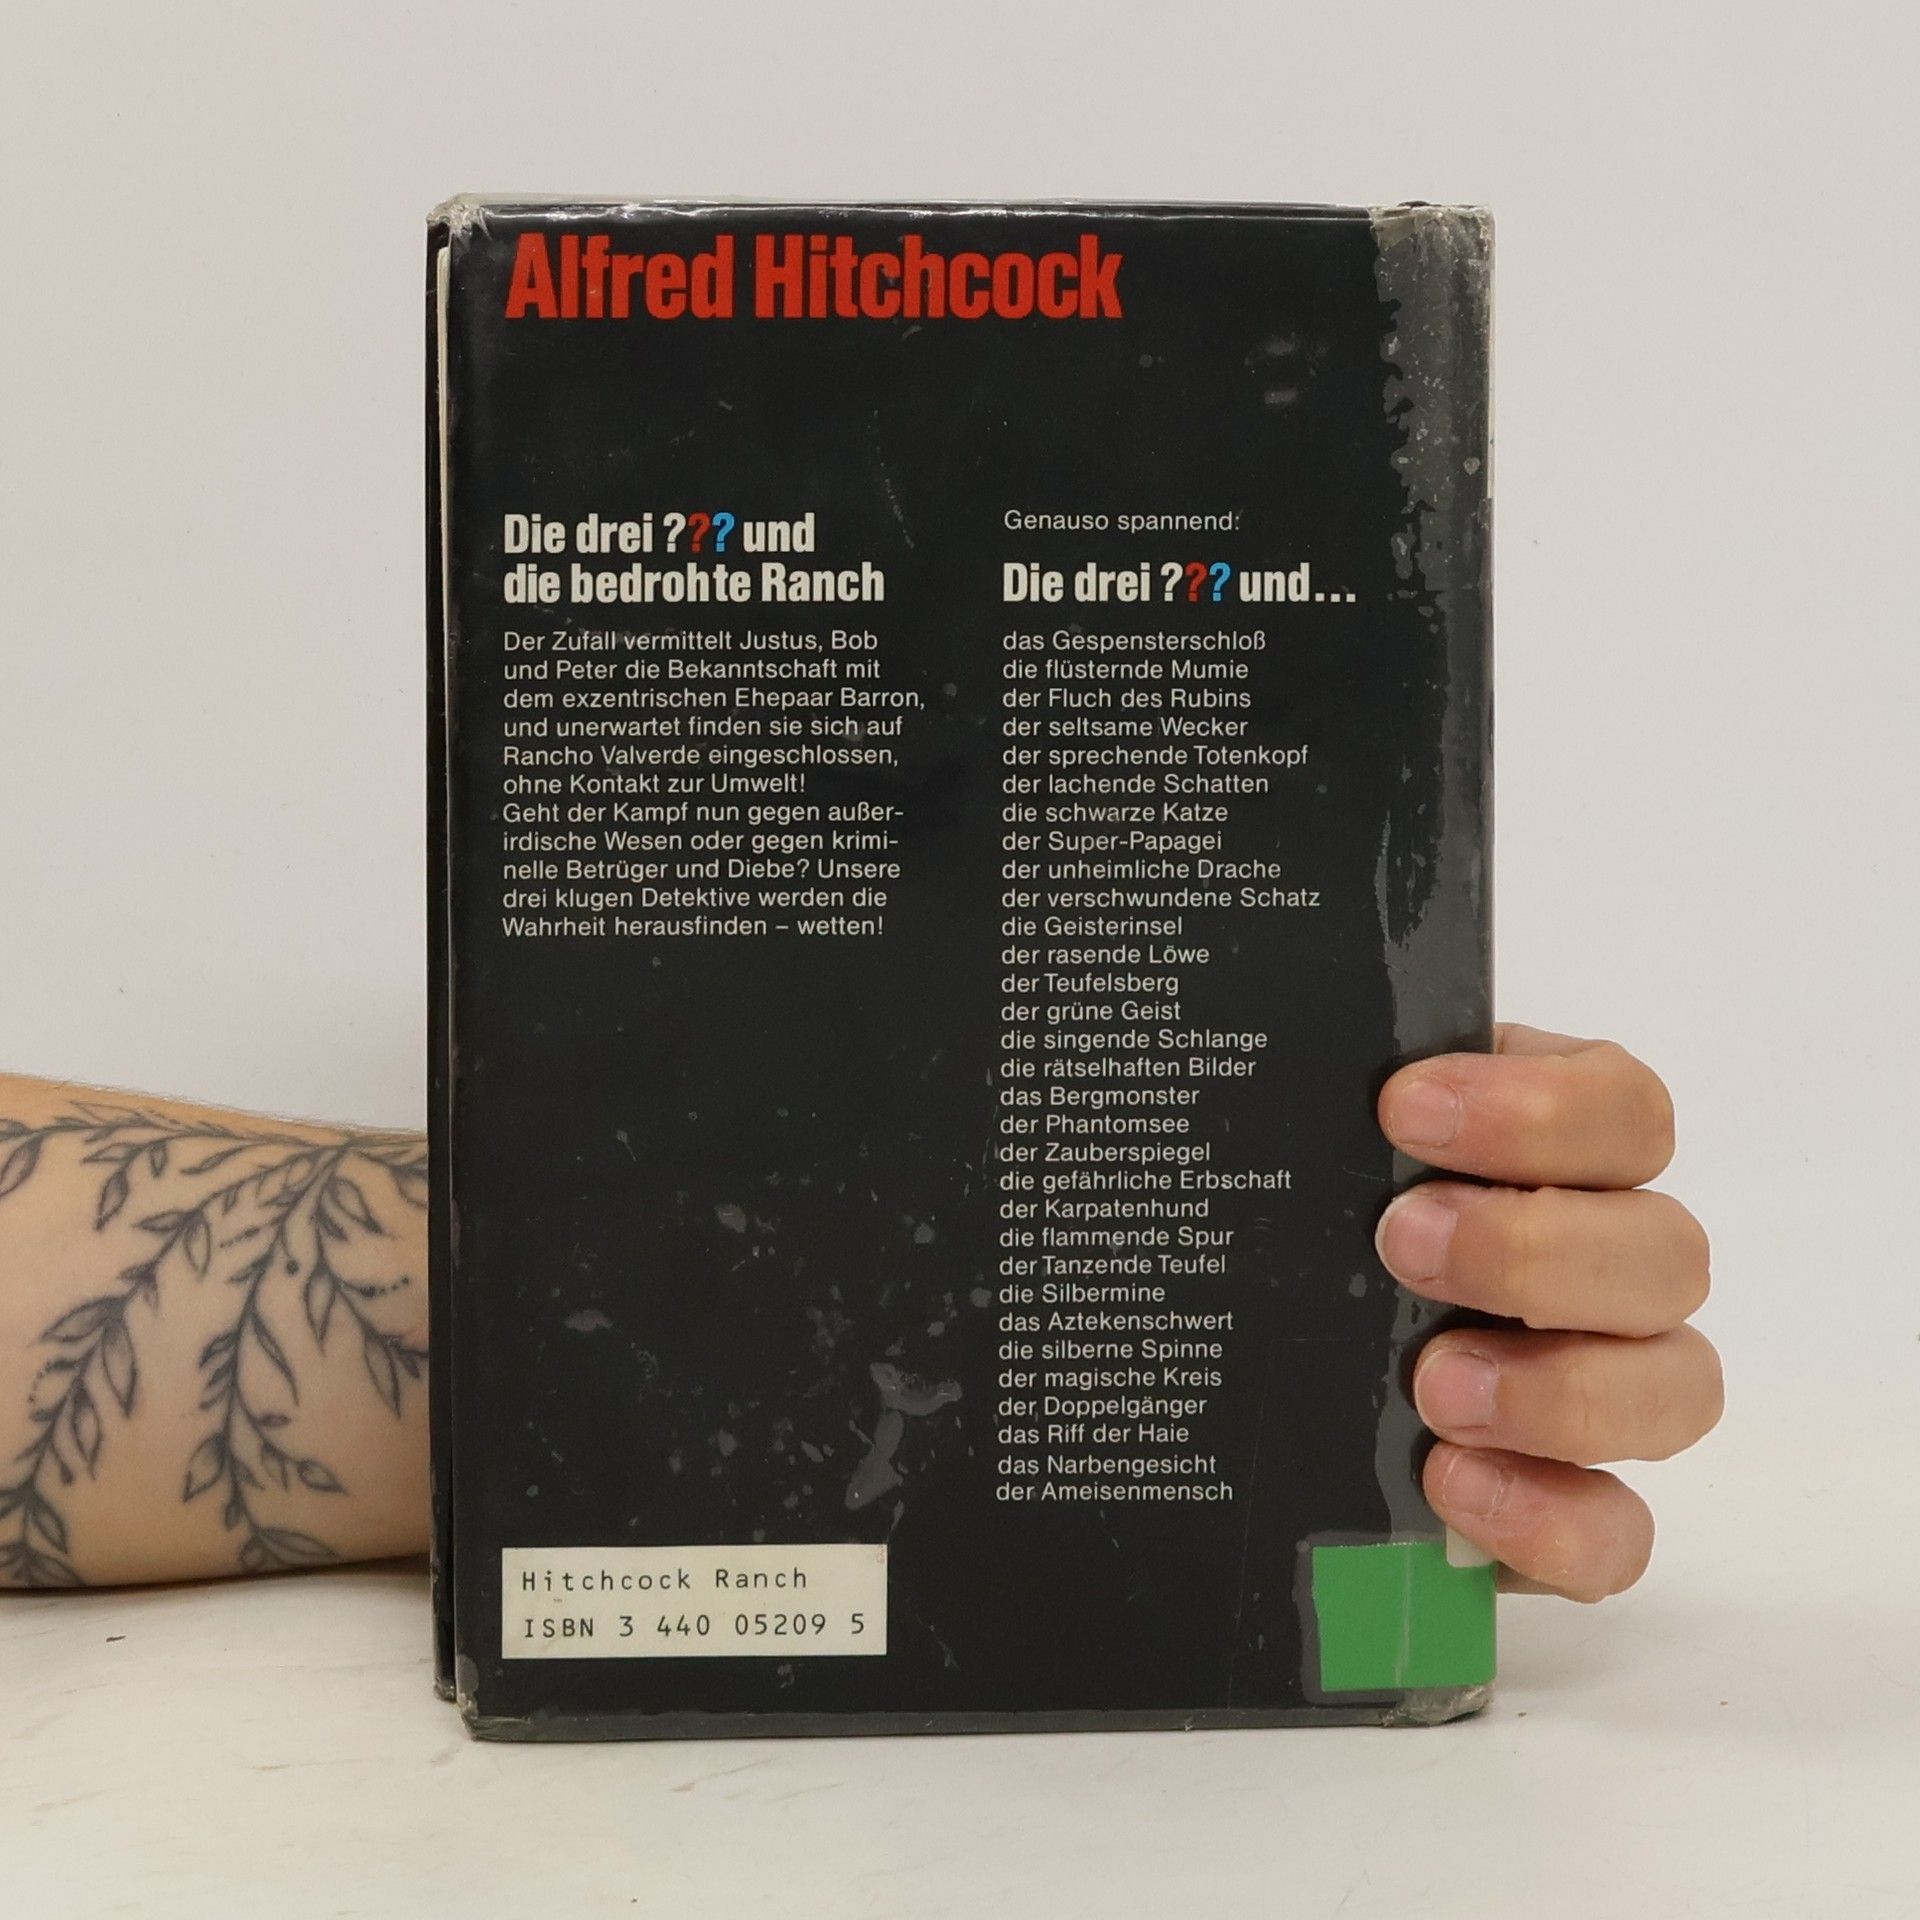 Alfred Hitchcock
Die drei ??? und
die bedrohte Ranch
Der Zufall vermittelt Justus, Bob
und Peter die Bekanntschaft mit
dem exzentrischen Ehepaar Barron,
und unerwartet finden sie sich auf
Rancho Valverde eingeschlossen,
ohne Kontakt zur Umwelt!
Geht der Kampf nun gegen außer-
irdische Wesen oder gegen krimi-
nelle Betrüger und Diebe? Unsere
drei klugen Detektive werden die
Wahrheit herausfinden – wetten!
Genauso spannend:
Die drei ??? und...
das Gespensterschloß
die flüsternde Mumie
der Fluch des Rubins
der seltsame Wecker
der sprechende Totenkopf
der lachende Schatten
die schwarze Katze
der Super-Papagei
der unheimliche Drache
der verschwundene Schatz
die Geisterinsel
der rasende Löwe
der Teufelsberg
der grüne Geist
die singende Schlange
die rätselhaften Bilder
das Bergmonster
der Phantomsee
der Zauberspiegel
die gefährliche Erbschaft
der Karpatenhund
die flammende Spur
der Tanzende Teufel
die Silbermine
das Aztekenschwert
die silberne Spinne
der magische Kreis
der Doppelgänger
das Riff der Haie
das Narbengesicht
der Ameisenmensch
Hitchcock Ranch
ISBN 3 440 05209 5